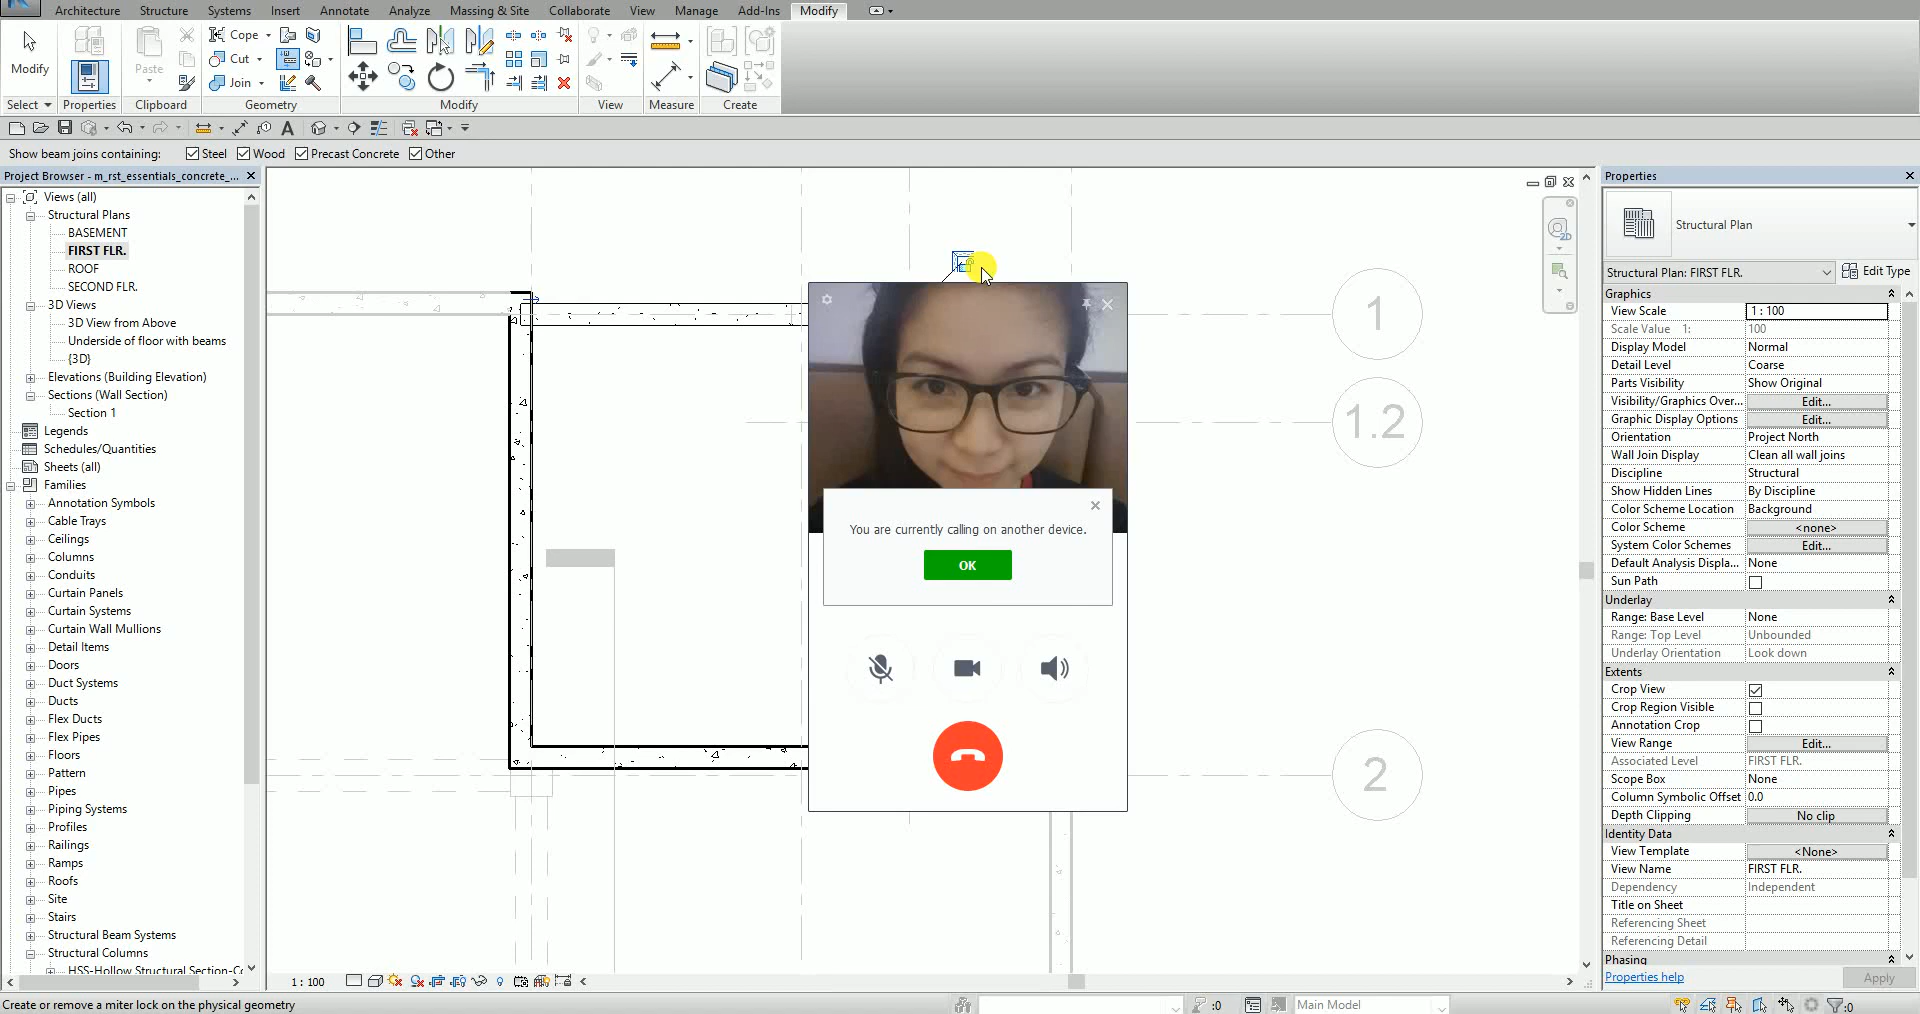 Architecture Structure Systems Insert Annotate Analyze Massing & Site Collaborate View Manage Add-Ins Modify
Modify
Paste
Cope
Cut
Join
Select Properties Clipboard Geometry Modify View Measure Create
Show beam joins containing: Steel Wood Precast Concrete Other
Project Browser - m_rst_essentials_concrete_...
Views (all)
Structural Plans
BASEMENT
FIRST FLR.
ROOF
SECOND FLR.
3D Views
3D View from Above
Underside of floor with beams
{3D}
Elevations (Building Elevation)
Sections (Wall Section)
Section 1
Legends
Schedules/Quantities
Sheets (all)
Families
Annotation Symbols
Cable Trays
Ceilings
Columns
Conduits
Curtain Panels
Curtain Systems
Curtain Wall Mullions
Detail Items
Doors
Duct Systems
Ducts
Flex Ducts
Flex Pipes
Floors
Pattern
Pipes
Piping Systems
Profiles
Railings
Ramps
Roofs
Site
Stairs
Structural Beam Systems
Structural Columns
HSS-Hollow Structural Section-Co
1
1.2
2
2D
You are currently calling on another device.
OK
Properties
Structural Plan
Structural Plan: FIRST FLR. Edit Type
Graphics
View Scale 1 : 100
Scale Value 1: 100
Display Model Normal
Detail Level Coarse
Parts Visibility Show Original
Visibility/Graphics Over... Edit...
Graphic Display Options Edit...
Orientation Project North
Wall Join Display Clean all wall joins
Discipline Structural
Show Hidden Lines By Discipline
Color Scheme Location Background
Color Scheme <none>
System Color Schemes Edit...
Default Analysis Displa... None
Sun Path
Underlay
Range: Base Level None
Range: Top Level Unbounded
Underlay Orientation Look down
Extents
Crop View
Crop Region Visible
Annotation Crop
View Range Edit...
Associated Level FIRST FLR.
Scope Box None
Column Symbolic Offset 0.0
Depth Clipping No clip
Identity Data
View Template <None>
View Name FIRST FLR.
Dependency Independent
Title on Sheet
Referencing Sheet
Referencing Detail
Phasing
Properties help Apply
1 : 100
Create or remove a miter lock on the physical geometry :0 Main Model :0